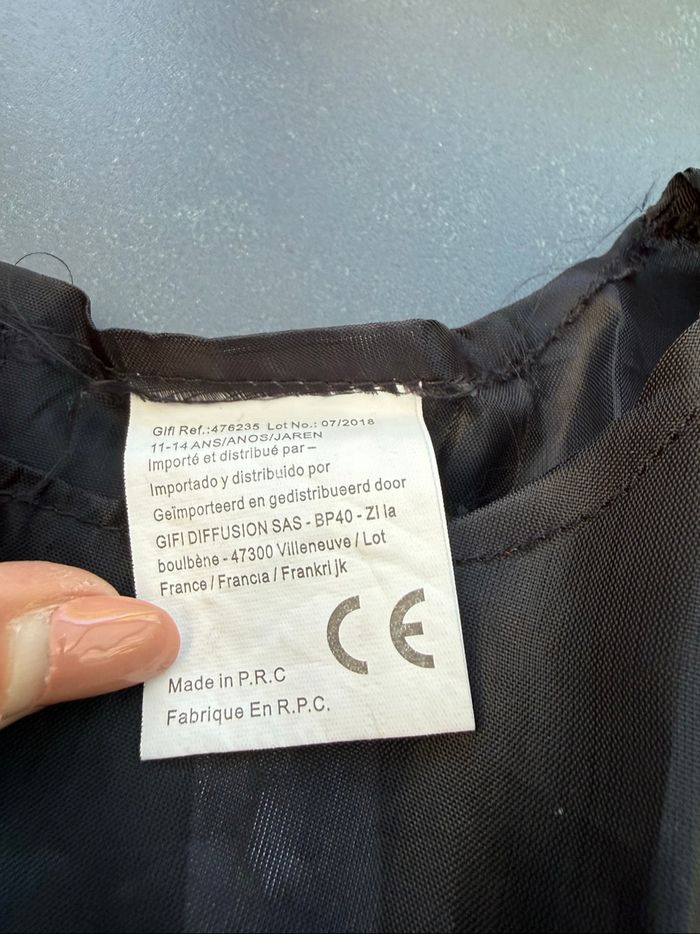 Gifi Ref.:476235 Lot No.: 07/2018
11-14 ANS/ANOS/JAREN
Importé et distribué par–
Importado y distribuido por
Geïmporteerd en gedistribueerd door
GIFI DIFFUSION SAS - BP40 - ZI la
boulbène - 47300 Villeneuve / Lot
France / Francia / Frankri jk
CE
Made in P.R.C
Fabrique En R.P.C.